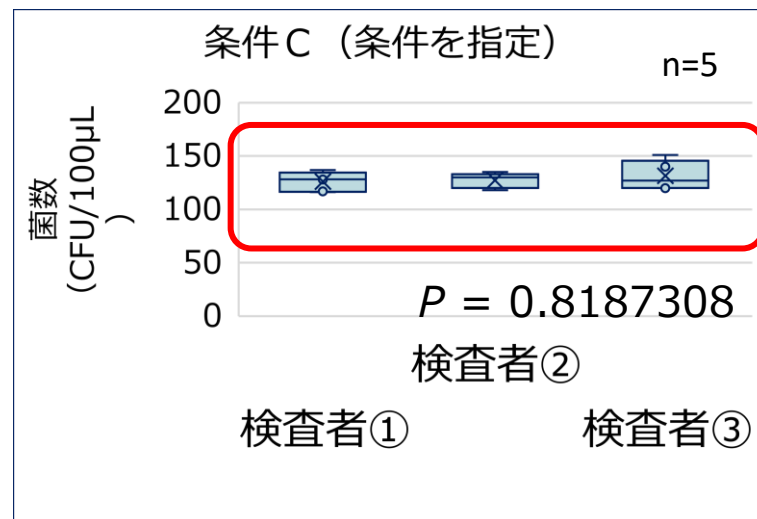 条件C（条件を指定）
n=5
菌数
(CFU/100μL
)
200
150
100
50
0
P = 0.8187308
検査者②
検査者①
検査者③